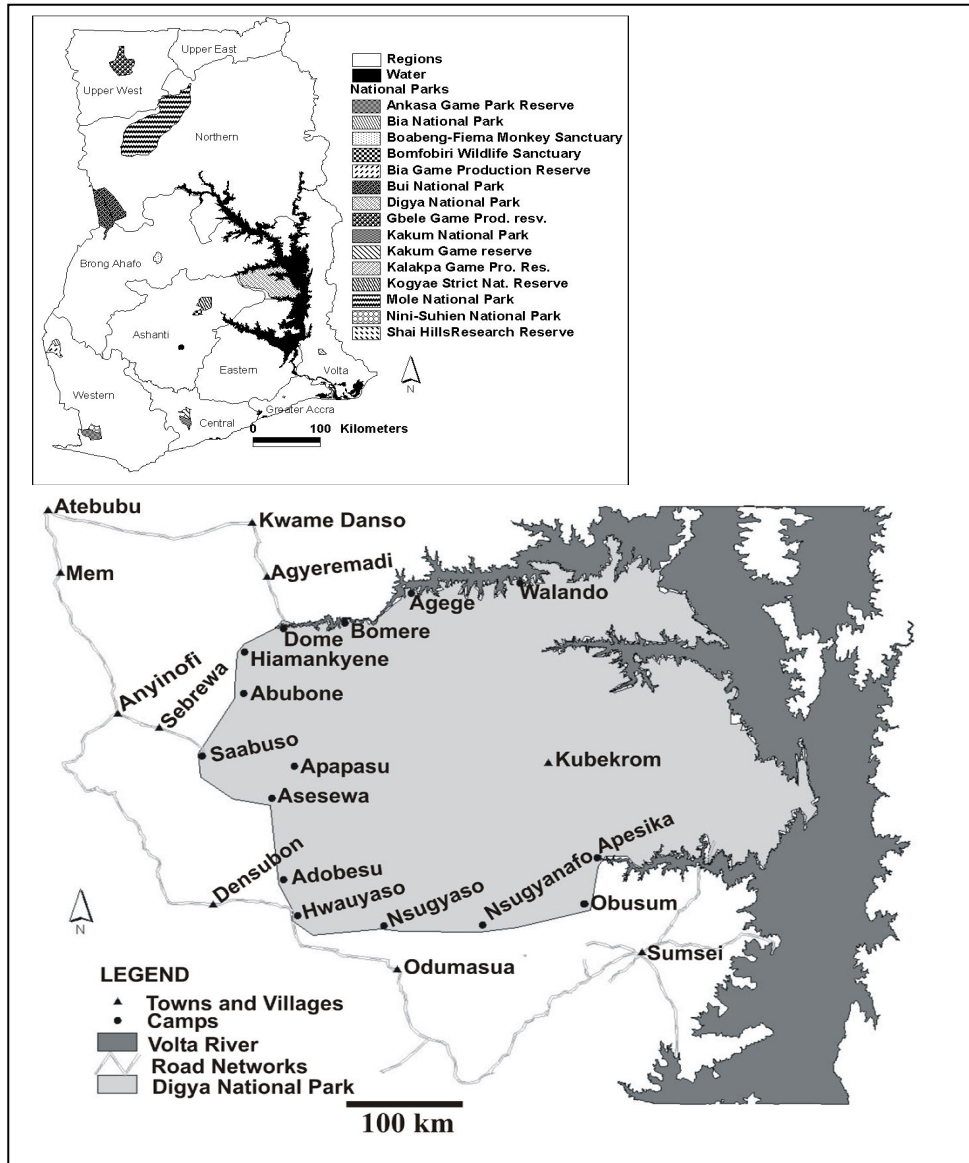 Upper East
Upper West
Northern
Brong Ahafo
Ashanti
Eastern
Volta
Western
Central
Greater Accra
N
0 100 Kilometers
Regions
Water
National Parks
Ankasa Game Park Reserve
Bia National Park
Boabeng-Fiema Monkey Sanctuary
Bomfobiri Wildlife Sanctuary
Bia Game Production Reserve
Bui National Park
Digya National Park
Gbele Game Prod. resv.
Kakum National Park
Kakum Game reserve
Kalakpa Game Pro. Res.
Kogyae Strict Nat. Reserve
Mole National Park
Nini-Suhien National Park
Shai HillsResearch Reserve
Atebubu
Kwame Danso
Mem
Agyeremadi
Walando
Agege
Bomere
Dome
Hiamankyene
Abubone
Anyinofi
Sebrewa
Saabuso
Apapasu
Kubekrom
Asesewa
Apesika
Adobesu
Densubon
Hwauyaso
Nsugyaso
Nsugyanafo
Obusum
Sumsei
Odumasua
N
LEGEND
Towns and Villages
Camps
Volta River
Road Networks
Digya National Park
100 km